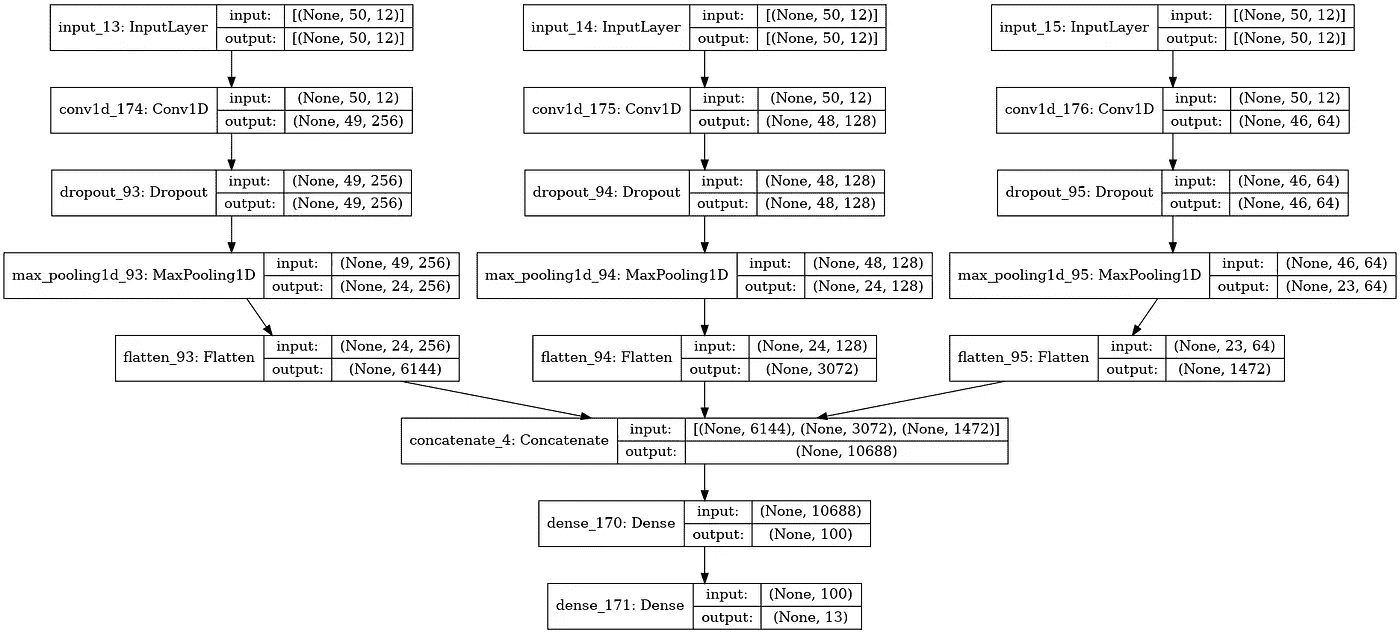 input_13: InputLayer input: [(None, 50, 12)] output: [(None, 50, 12)]
input_14: InputLayer input: [(None, 50, 12)] output: [(None, 50, 12)]
input_15: InputLayer input: [(None, 50, 12)] output: [(None, 50, 12)]
conv1d_174: Conv1D input: (None, 50, 12) output: (None, 49, 256)
conv1d_175: Conv1D input: (None, 50, 12) output: (None, 48, 128)
conv1d_176: Conv1D input: (None, 50, 12) output: (None, 46, 64)
dropout_93: Dropout input: (None, 49, 256) output: (None, 49, 256)
dropout_94: Dropout input: (None, 48, 128) output: (None, 48, 128)
dropout_95: Dropout input: (None, 46, 64) output: (None, 46, 64)
max_pooling1d_93: MaxPooling1D input: (None, 49, 256) output: (None, 24, 256)
max_pooling1d_94: MaxPooling1D input: (None, 48, 128) output: (None, 24, 128)
max_pooling1d_95: MaxPooling1D input: (None, 46, 64) output: (None, 23, 64)
flatten_93: Flatten input: (None, 24, 256) output: (None, 6144)
flatten_94: Flatten input: (None, 24, 128) output: (None, 3072)
flatten_95: Flatten input: (None, 23, 64) output: (None, 1472)
concatenate_4: Concatenate input: [(None, 6144), (None, 3072), (None, 1472)] output: (None, 10688)
dense_170: Dense input: (None, 10688) output: (None, 100)
dense_171: Dense input: (None, 100) output: (None, 13)